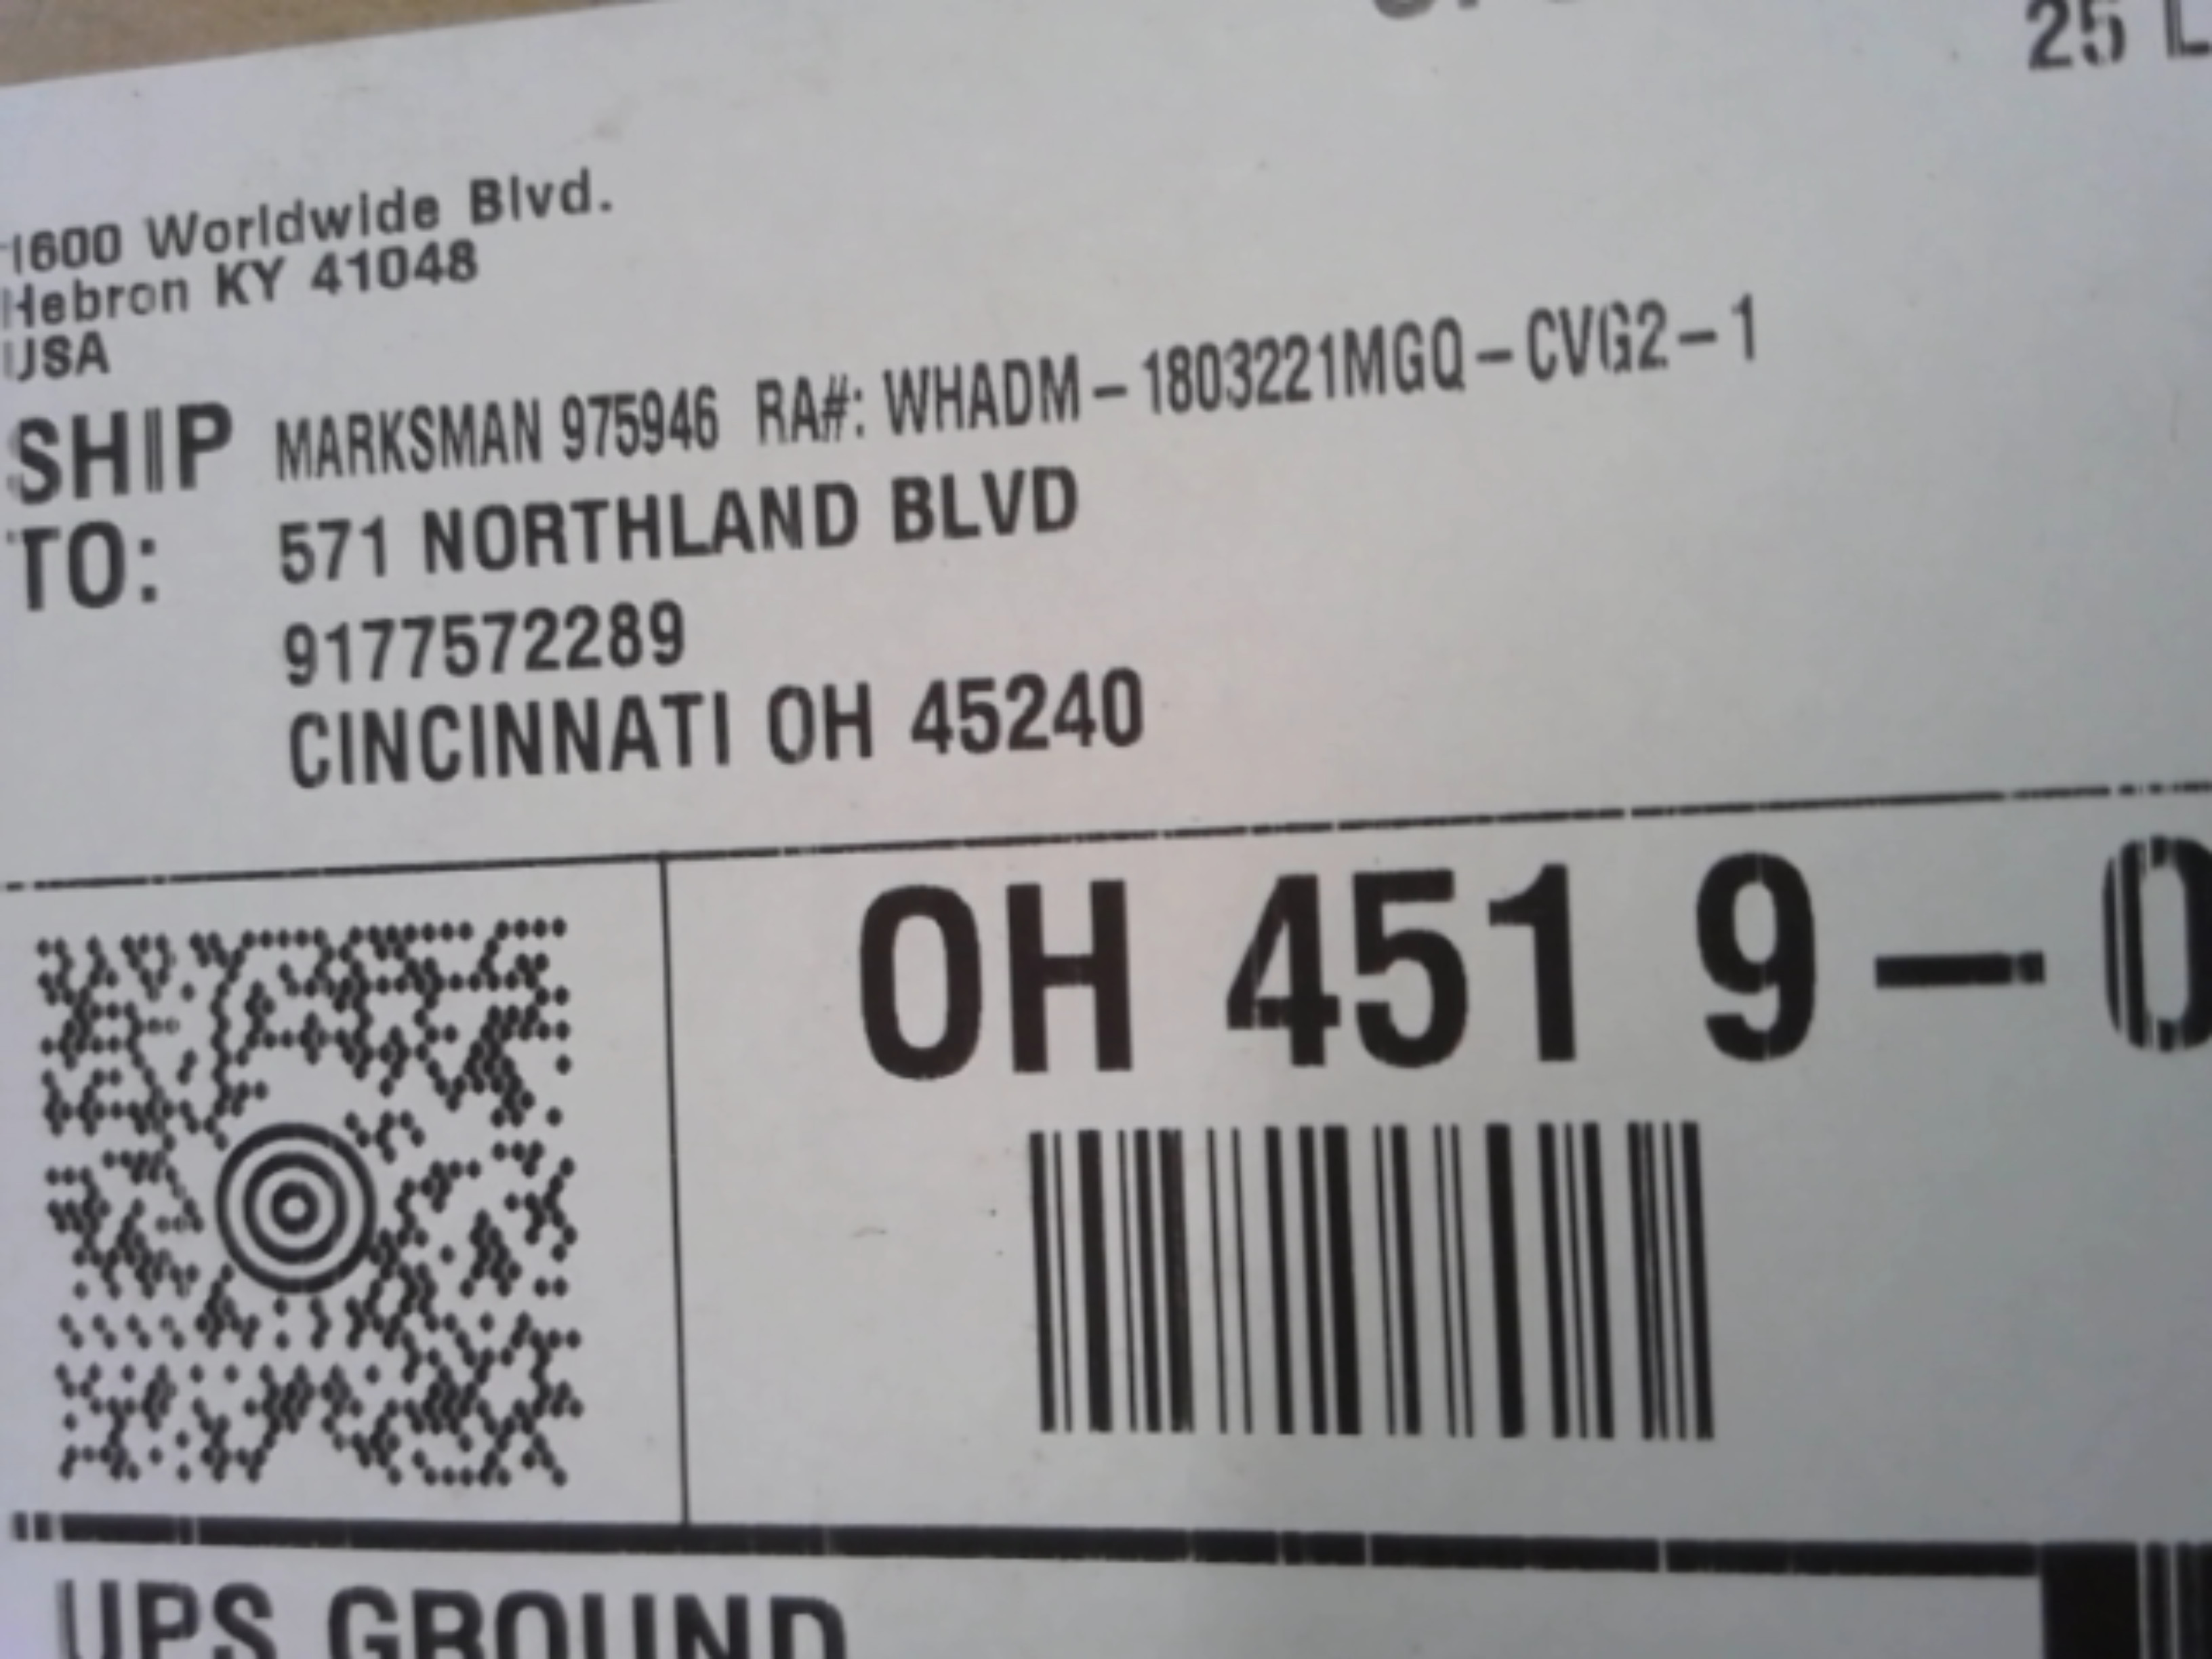 25 L
1600 Worldwide Blvd.
Hebron KY 41048
USA
SHIP TO: MARKSMAN 975946 RA#: WHADM-1803221MGQ-CVG2-1
571 NORTHLAND BLVD
9177572289
CINCINNATI OH 45240
OH 451 9-0
UPS GROUND